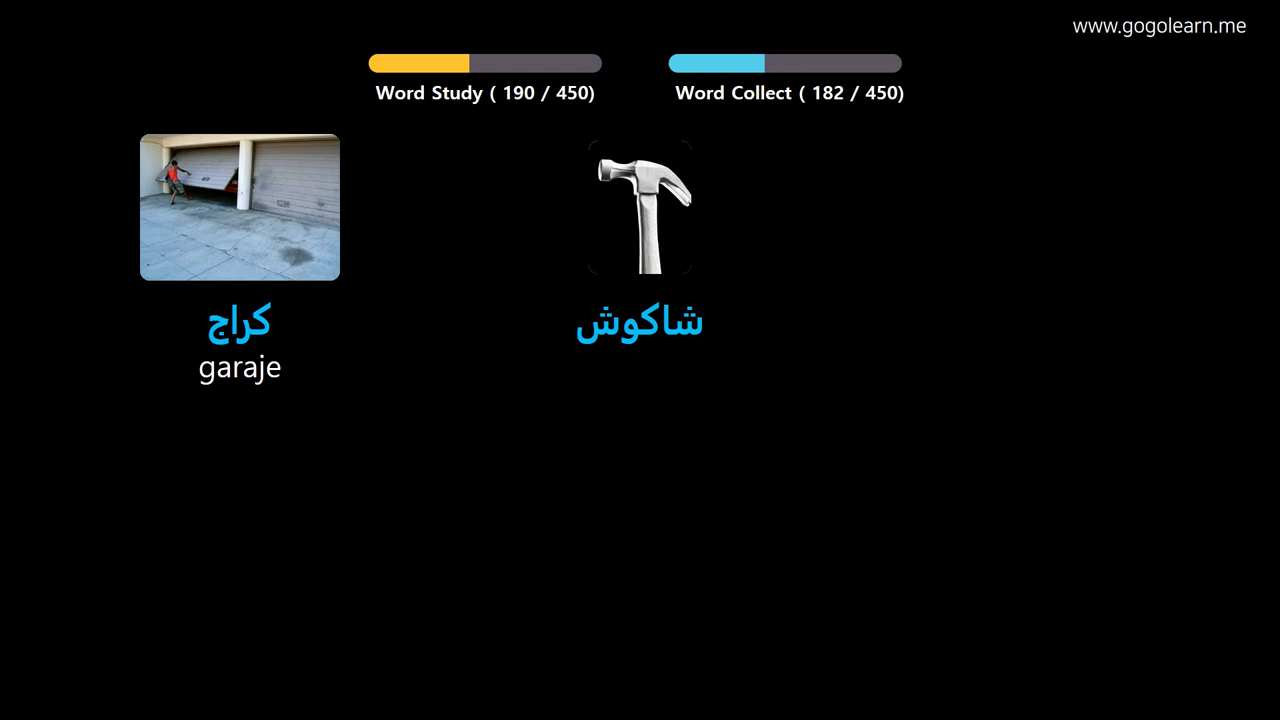 www.gogolearn.me
Word Study ( 190 / 450)
Word Collect ( 182 / 450)
كراج
garaje
شاكوش